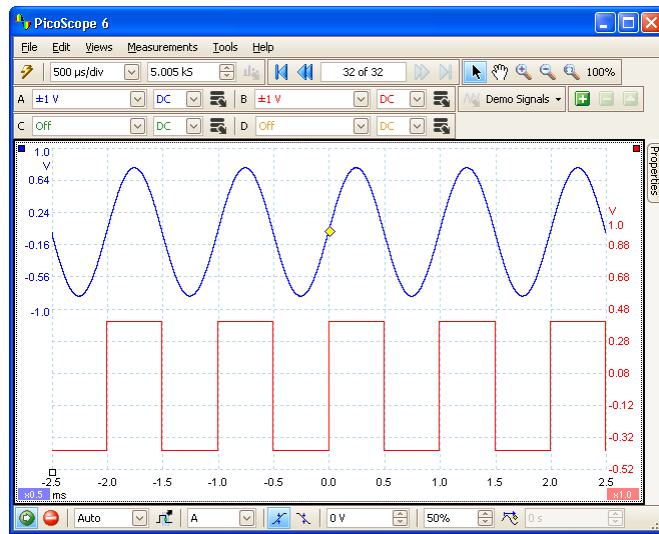 PicoScope 6
File Edit Views Measurements Tools Help
500 µs/div 5.005 kS 32 of 32 100%
A ±1 V DC B ±1 V DC Demo Signals
C Off DC D Off DC
Properties
1.0
V
0.64
0.24
-0.16
-0.56
-1.0
V
1.0
0.88
0.68
0.48
0.28
0.08
-0.12
-0.32
-0.52
-2.5 -2.0 -1.5 -1.0 -0.5 0.0 0.5 1.0 1.5 2.0 2.5
x0.5 ms x1.0
Auto A 0 V 50% 0 s